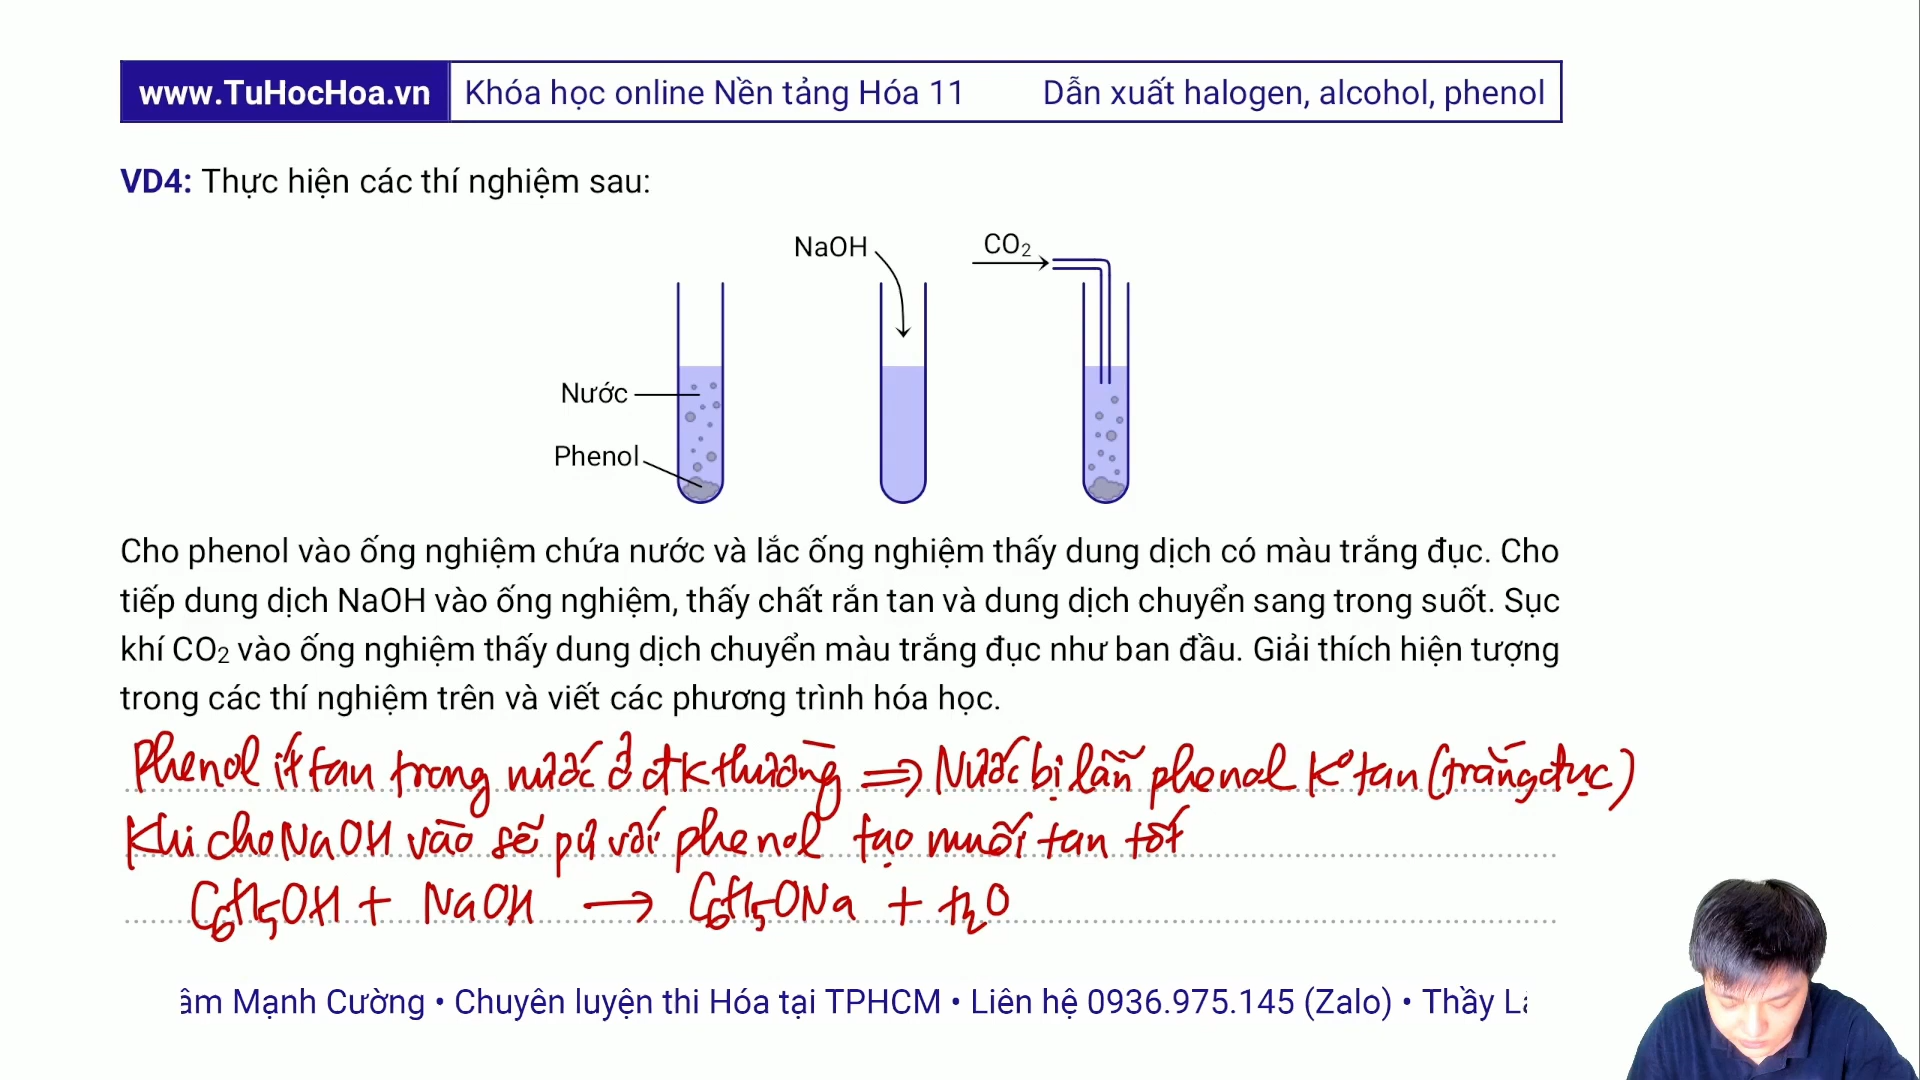 www.TuHocHoa.vn Khóa học online Nền tảng Hóa 11 Dẫn xuất halogen, alcohol, phenol
VD4: Thực hiện các thí nghiệm sau:
NaOH
CO₂
Nước
Phenol
Cho phenol vào ống nghiệm chứa nước và lắc ống nghiệm thấy dung dịch có màu trắng đục. Cho
tiếp dung dịch NaOH vào ống nghiệm, thấy chất rắn tan và dung dịch chuyển sang trong suốt. Sục
khí CO₂ vào ống nghiệm thấy dung dịch chuyển màu trắng đục như ban đầu. Giải thích hiện tượng
trong các thí nghiệm trên và viết các phương trình hóa học.
Phenol ít tan trong nước ở đk thường ⇒ Nước bị lẫn phenol k° tan (trắng đục)
Khi cho NaOH vào sẽ pứ với phenol tạo muối tan tốt
C₆H₅OH + NaOH → C₆H₅ONa + H₂O
âm Mạnh Cường • Chuyên luyện thi Hóa tại TPHCM • Liên hệ 0936.975.145 (Zalo) • Thầy Lâ